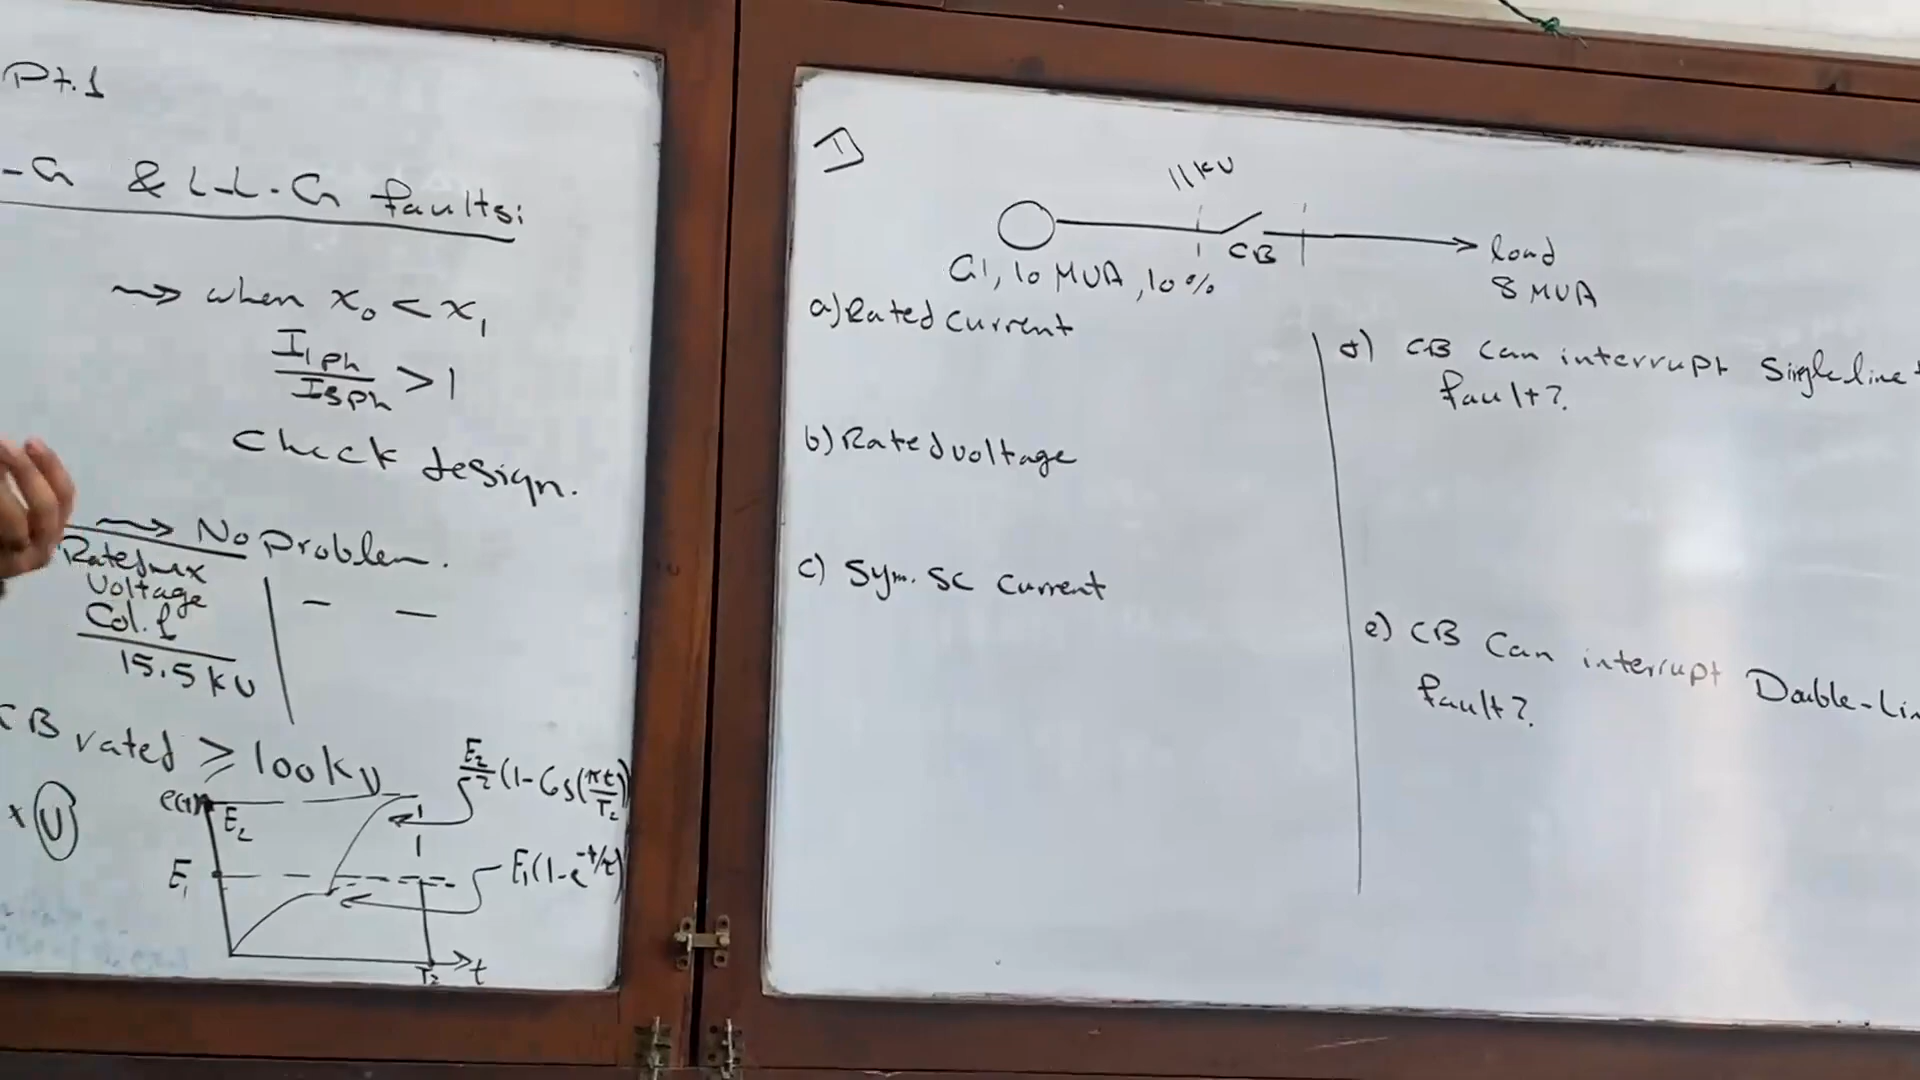 Pt.1
-G & L-L-G faults:
→ when x₀ < x₁
I1ph / I3ph > 1
Check design.
→ No Problem.
Rated max
Voltage
Col. 1
15.5 kV
CB rated ≥ 100 kV
x V
e(t)
E₂
E₁
E₂/2 (1-Cos(πt/T₂)
E₁(1-e^-t/τ)
T₂
t
1)
11 kV
CB
load
8 MVA
G1, 10 MVA, 10%
a) Rated Current
b) Rated voltage
c) Sym. SC Current
d) CB Can interrupt Single line
fault?
e) CB Can interrupt Double-Lin
fault?